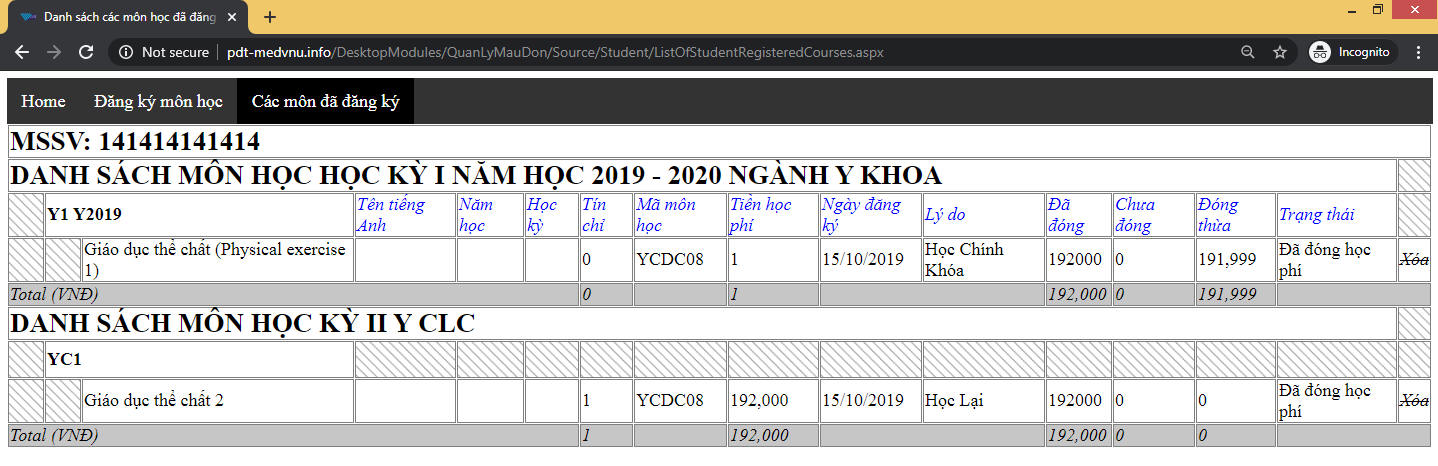 Danh sách các môn học đã đăng
Not secure | pdt-medvnu.info/DesktopModules/QuanLyMauDon/Source/Student/ListOfStudentRegisteredCourses.aspx
Incognito
Home Đăng ký môn học Các môn đã đăng ký
MSSV: 141414141414
DANH SÁCH MÔN HỌC HỌC KỲ I NĂM HỌC 2019 - 2020 NGÀNH Y KHOA
Y1 Y2019 Tên tiếng Anh Năm học Học kỳ Tín chỉ Mã môn học Tiền học phí Ngày đăng ký Lý do Đã đóng Chưa đóng Đóng thừa Trạng thái
Giáo dục thể chất (Physical exercise 1) 0 YCDC08 1 15/10/2019 Học Chính Khóa 192000 0 191,999 Đã đóng học phí Xóa
Total (VNĐ) 0 1 192,000 0 191,999
DANH SÁCH MÔN HỌC KỲ II Y CLC
YC1
Giáo dục thể chất 2 1 YCDC08 192,000 15/10/2019 Học Lại 192000 0 0 Đã đóng học phí Xóa
Total (VNĐ) 1 192,000 192,000 0 0